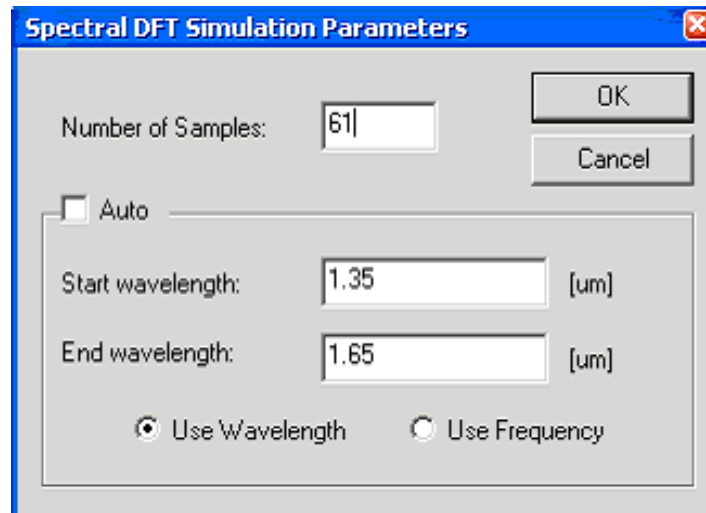 Spectral DFT Simulation Parameters
Number of Samples: 61 OK
Cancel
Auto
Start wavelength: 1.35 [um]
End wavelength: 1.65 [um]
Use Wavelength Use Frequency